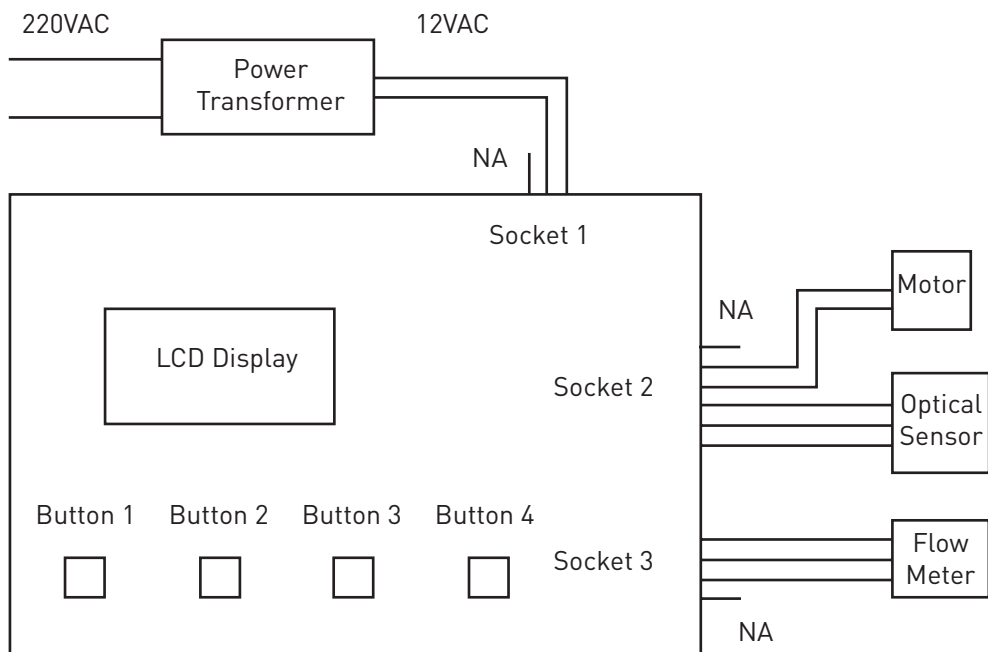 220VAC
12VAC
Power
Transformer
NA
Socket 1
Motor
NA
LCD Display
Socket 2
Optical
Sensor
Button 1
Button 2
Button 3
Button 4
Socket 3
Flow
Meter
NA